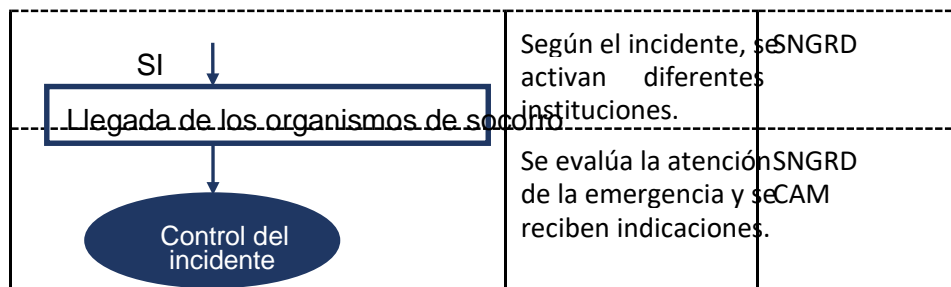 SI
Llegada de los organismos de socorro
Según el incidente, se
activan diferentes
instituciones.
SNGRD
Control del
incidente
Se evalúa la atención
de la emergencia y se
reciben indicaciones.
SNGRD
CAM